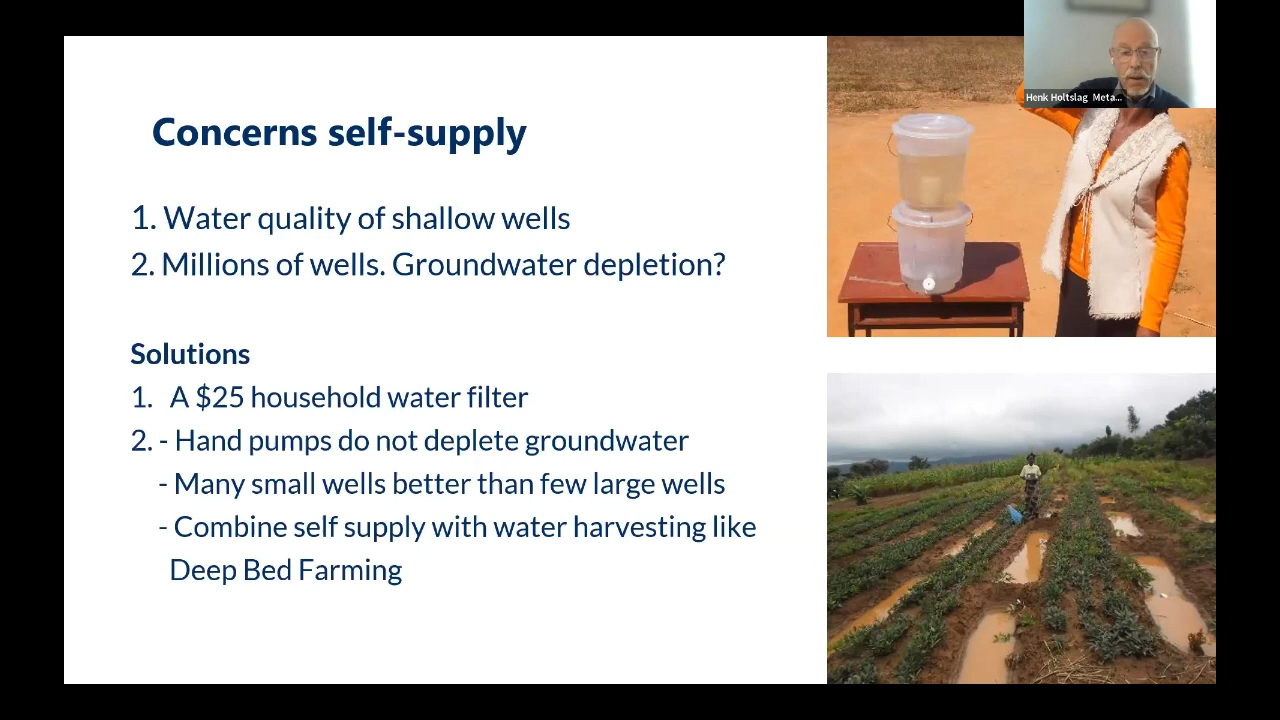 Concerns self-supply
1. Water quality of shallow wells
2. Millions of wells. Groundwater depletion?
Solutions
1. A $25 household water filter
2. - Hand pumps do not deplete groundwater
- Many small wells better than few large wells
- Combine self supply with water harvesting like
Deep Bed Farming
Henk Holtslag Meta...